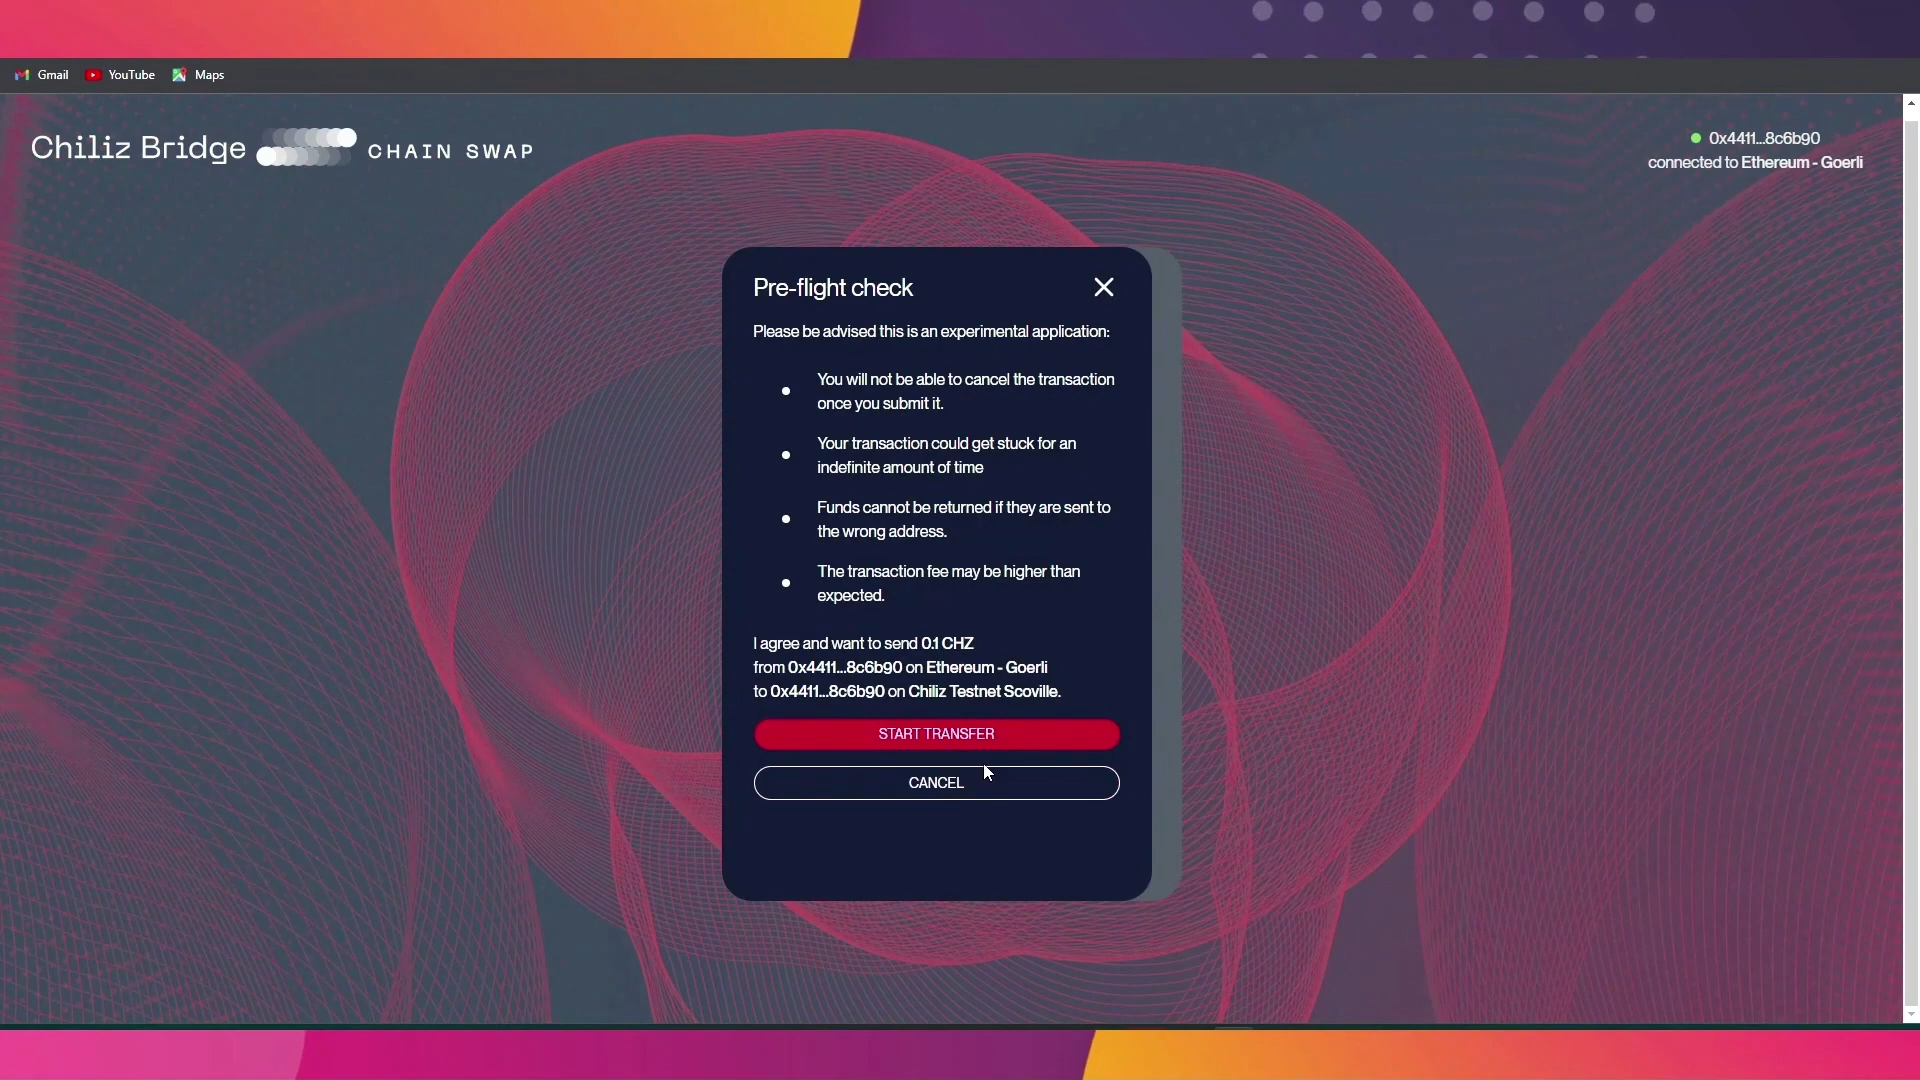 Gmail YouTube Maps
Chiliz Bridge CHAIN SWAP
0x4411...8c6b90
connected to Ethereum - Goerli
Pre-flight check
Please be advised this is an experimental application:
You will not be able to cancel the transaction
once you submit it.
Your transaction could get stuck for an
indefinite amount of time
Funds cannot be returned if they are sent to
the wrong address.
The transaction fee may be higher than
expected.
I agree and want to send 0.1 CHZ
from 0x4411...8c6b90 on Ethereum - Goerli
to 0x4411...8c6b90 on Chiliz Testnet Scoville.
START TRANSFER
CANCEL